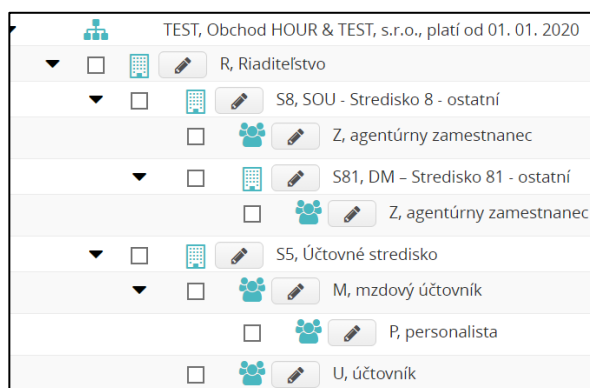 TEST, Obchod HOUR & TEST, s.r.o., platí od 01. 01. 2020
R, Riaditeľstvo
S8, SOU - Stredisko 8 - ostatní
Z, agentúrny zamestnanec
S81, DM – Stredisko 81 - ostatní
Z, agentúrny zamestnanec
S5, Účtovné stredisko
M, mzdový účtovník
P, personalista
U, účtovník